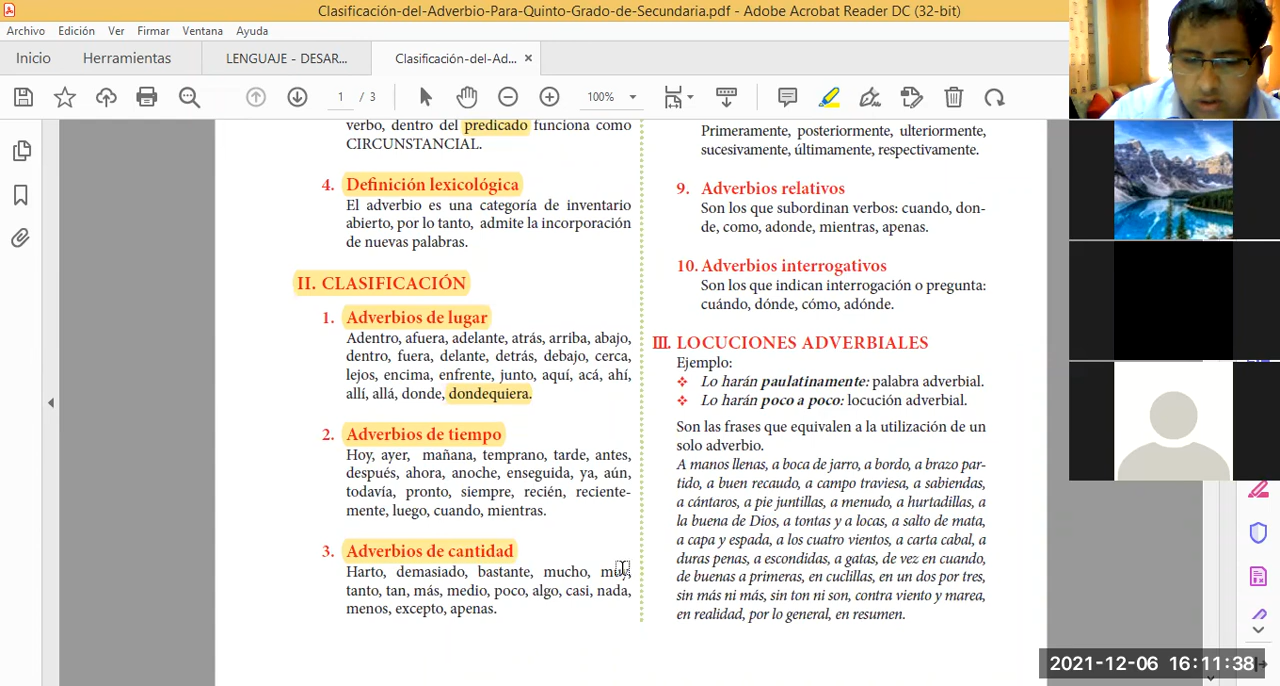 Clasificación-del-Adverbio-Para-Quinto-Grado-de-Secundaria.pdf - Adobe Acrobat Reader DC (32-bit)
Archivo Edición Ver Firmar Ventana Ayuda
Inicio Herramientas LENGUAJE - DESAR... Clasificación-del-Ad... ×
1 / 3 100%
verbo, dentro del predicado funciona como
CIRCUNSTANCIAL.
4. Definición lexicológica
El adverbio es una categoría de inventario
abierto, por lo tanto, admite la incorporación
de nuevas palabras.
II. CLASIFICACIÓN
1. Adverbios de lugar
Adentro, afuera, adelante, atrás, arriba, abajo,
dentro, fuera, delante, detrás, debajo, cerca,
lejos, encima, enfrente, junto, aquí, acá, ahí,
allí, allá, donde, dondequiera.
2. Adverbios de tiempo
Hoy, ayer, mañana, temprano, tarde, antes,
después, ahora, anoche, enseguida, ya, aún,
todavía, pronto, siempre, recién, reciente-
mente, luego, cuando, mientras.
3. Adverbios de cantidad
Harto, demasiado, bastante, mucho, muy,
tanto, tan, más, medio, poco, algo, casi, nada,
menos, excepto, apenas.
Primeramente, posteriormente, ulteriormente,
sucesivamente, últimamente, respectivamente.
9. Adverbios relativos
Son los que subordinan verbos: cuando, don-
de, como, adonde, mientras, apenas.
10. Adverbios interrogativos
Son los que indican interrogación o pregunta:
cuándo, dónde, cómo, adónde.
III. LOCUCIONES ADVERBIALES
Ejemplo:
❖ Lo harán paulatinamente: palabra adverbial.
❖ Lo harán poco a poco: locución adverbial.
Son las frases que equivalen a la utilización de un
solo adverbio.
A manos llenas, a boca de jarro, a bordo, a brazo par-
tido, a buen recaudo, a campo traviesa, a sabiendas,
a cántaros, a pie juntillas, a menudo, a hurtadillas, a
la buena de Dios, a tontas y a locas, a salto de mata,
a capa y espada, a los cuatro vientos, a carta cabal, a
duras penas, a escondidas, a gatas, de vez en cuando,
de buenas a primeras, en cuclillas, en un dos por tres,
sin más ni más, sin ton ni son, contra viento y marea,
en realidad, por lo general, en resumen.
2021-12-06 16:11:38